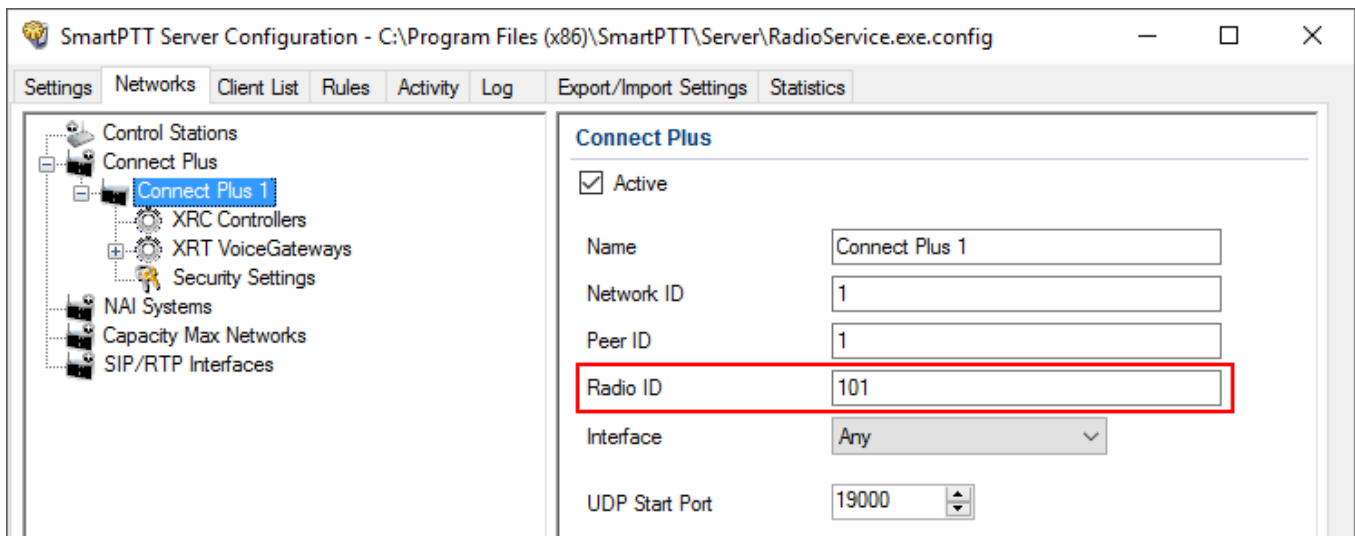 SmartPTT Server Configuration - C:\Program Files (x86)\SmartPTT\Server\RadioService.exe.config
Settings Networks Client List Rules Activity Log Export/Import Settings Statistics
Control Stations
Connect Plus
Connect Plus 1
XRC Controllers
XRT VoiceGateways
Security Settings
NAI Systems
Capacity Max Networks
SIP/RTP Interfaces
Connect Plus
Active
Name Connect Plus 1
Network ID 1
Peer ID 1
Radio ID 101
Interface Any
UDP Start Port 19000